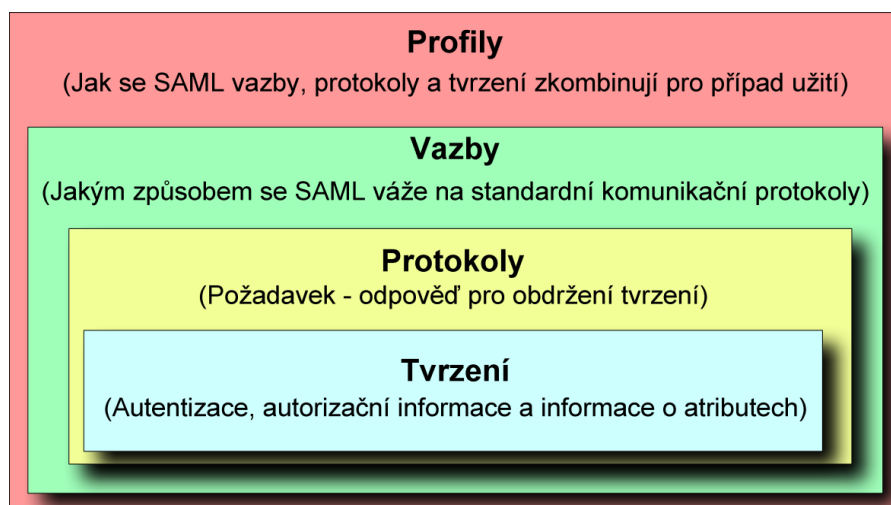 Profily
(Jak se SAML vazby, protokoly a tvrzení zkombinují pro případ užití)
Vazby
(Jakým způsobem se SAML váže na standardní komunikační protokoly)
Protokoly
(Požadavek - odpověď pro obdržení tvrzení)
Tvrzení
(Autentizace, autorizační informace a informace o atributech)